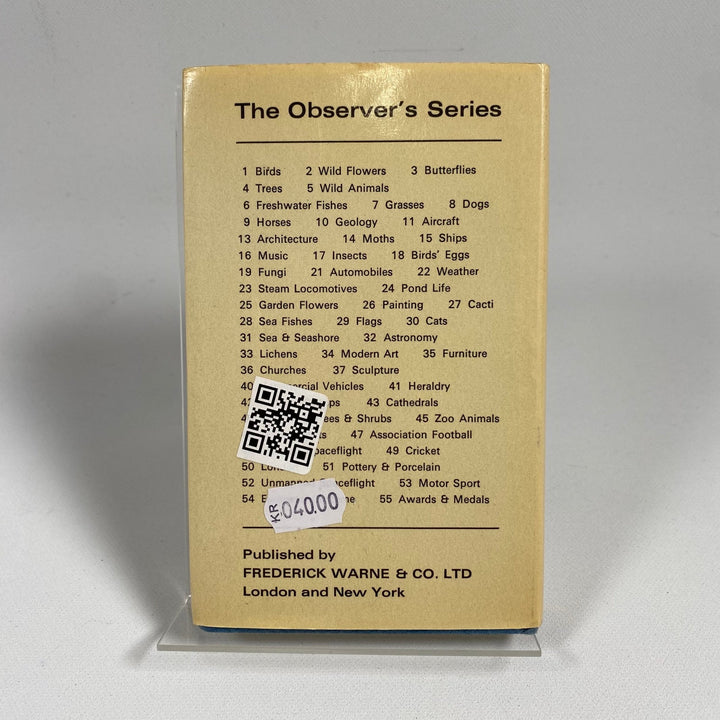 The Observer's Series
1 Birds 2 Wild Flowers 3 Butterflies
4 Trees 5 Wild Animals
6 Freshwater Fishes 7 Grasses 8 Dogs
9 Horses 10 Geology 11 Aircraft
13 Architecture 14 Moths 15 Ships
16 Music 17 Insects 18 Birds' Eggs
19 Fungi 21 Automobiles 22 Weather
23 Steam Locomotives 24 Pond Life
25 Garden Flowers 26 Painting 27 Cacti
28 Sea Fishes 29 Flags 30 Cats
31 Sea & Seashore 32 Astronomy
33 Lichens 34 Modern Art 35 Furniture
36 Churches 37 Sculpture
40 Vehicles 41 Heraldry
43 Cathedrals
& Shrubs 45 Zoo Animals
47 Association Football
49 Cricket
50 51 Pottery & Porcelain
52 Unmanned Spaceflight 53 Motor Sport
54 55 Awards & Medals
KR 040.00
Published by
FREDERICK WARNE & CO. LTD
London and New York